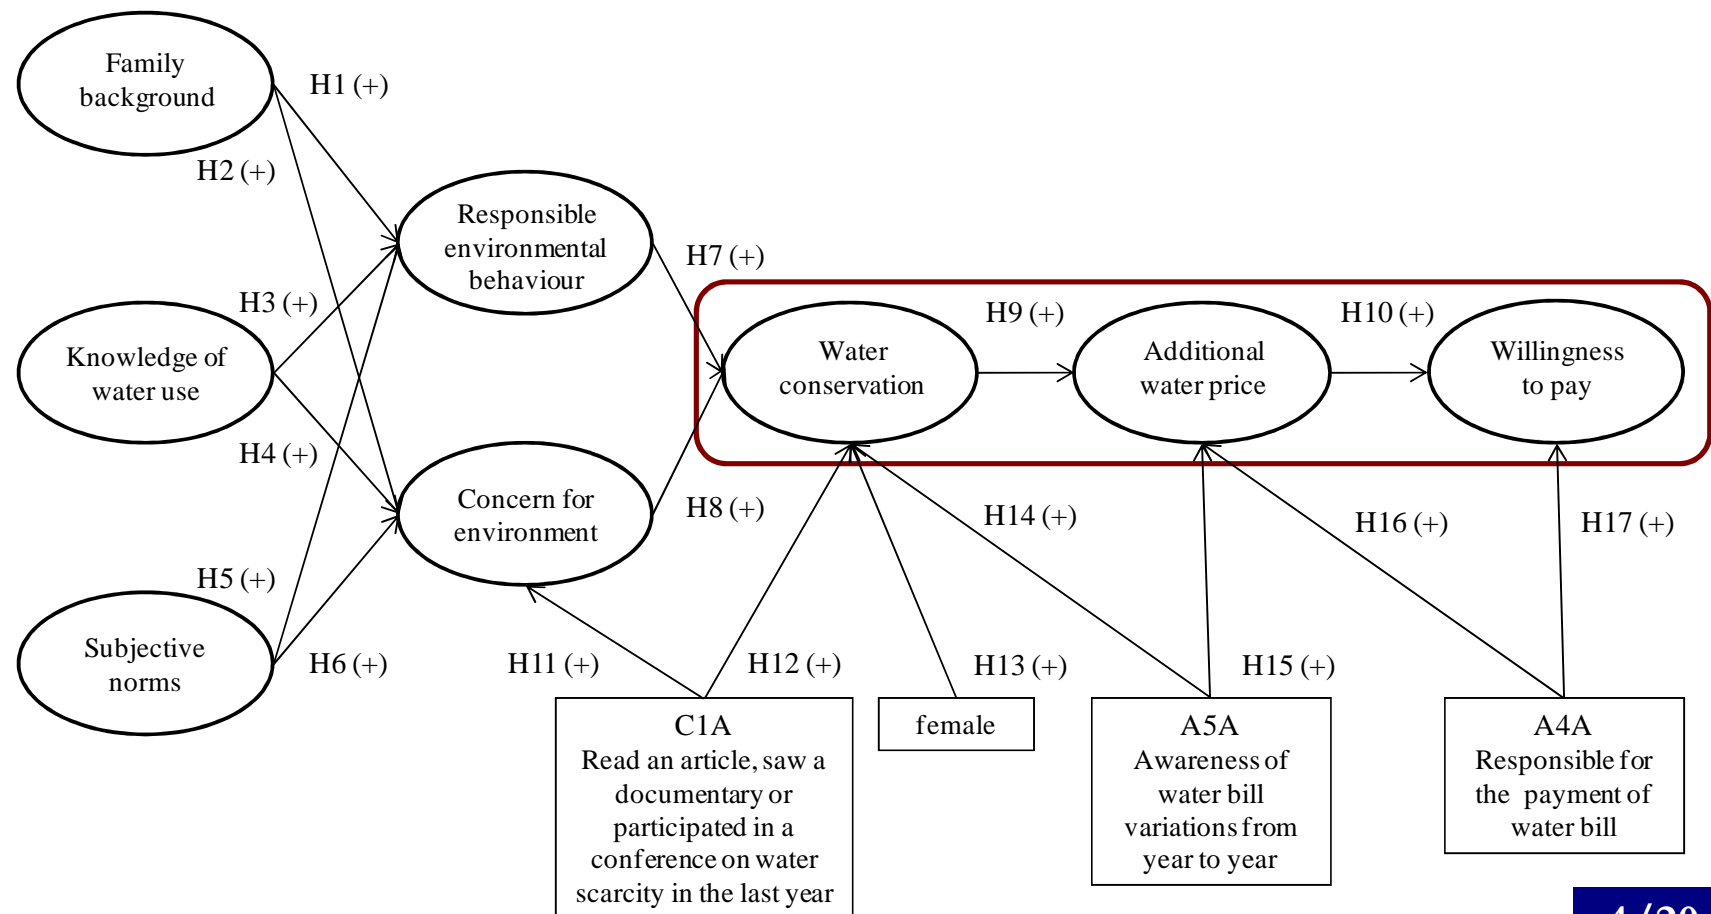 Family
background
H1 (+)
H2 (+)
Responsible
environmental
behaviour
H7 (+)
H3 (+)
Knowledge of
water use
H4 (+)
Water
conservation
H9 (+)
Additional
water price
H10 (+)
Willingness
to pay
Concern for
environment
H8 (+)
H14 (+)
H16 (+)
H17 (+)
H5 (+)
Subjective
norms
H6 (+)
H11 (+)
H12 (+)
H13 (+)
H15 (+)
C1A
Read an article, saw a
documentary or
participated in a
conference on water
scarcity in the last year
female
A5A
Awareness of
water bill
variations from
year to year
A4A
Responsible for
the payment of
water bill